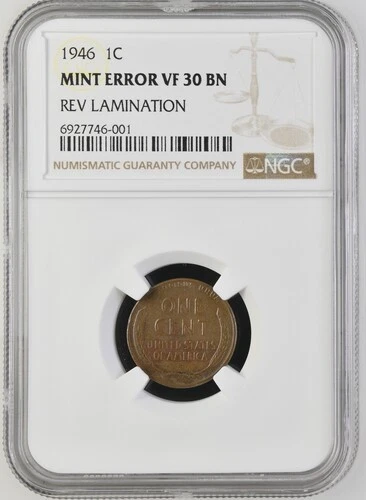 1946 1C
MINT ERROR VF 30 BN
REV LAMINATION
6927746-001
NUMISMATIC GUARANTY COMPANY NGC
ONE
CENT
UNITED STATES
OF AMERICA